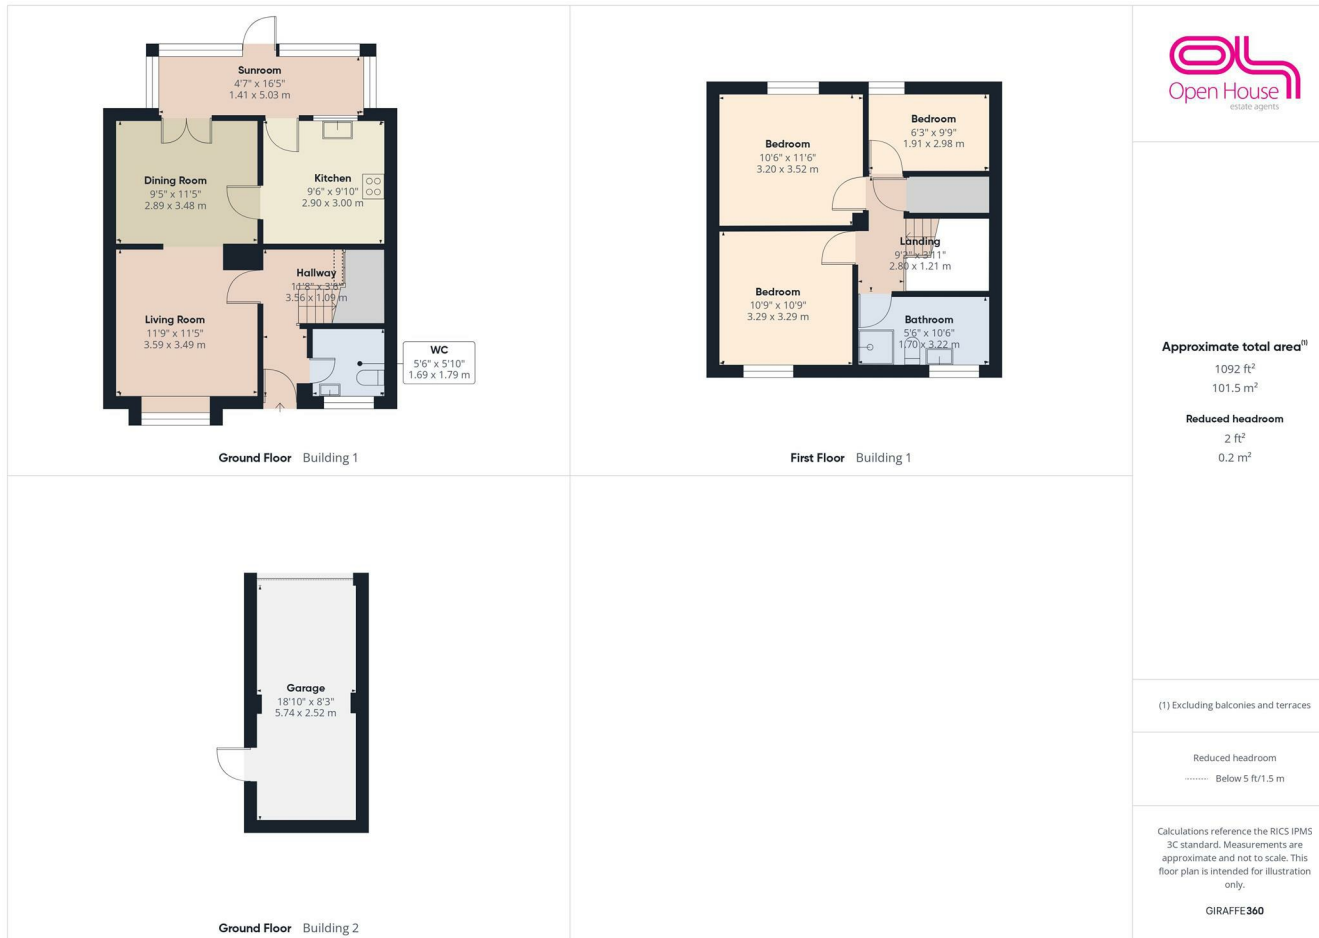 Sunroom
4'7" x 16'5"
1.41 x 5.03 m
Dining Room
9'5" x 11'5"
2.89 x 3.48 m
Kitchen
9'6" x 9'10"
2.90 x 3.00 m
Hallway
11'8" x 3'6"
3.56 x 1.09 m
Living Room
11'9" x 11'5"
3.59 x 3.49 m
WC
5'6" x 5'10"
1.69 x 1.79 m
Ground Floor Building 1
Bedroom
10'6" x 11'6"
3.20 x 3.52 m
Bedroom
6'3" x 9'9"
1.91 x 2.98 m
Landing
9'2" x 3'11"
2.80 x 1.21 m
Bedroom
10'9" x 10'9"
3.29 x 3.29 m
Bathroom
5'6" x 10'6"
1.70 x 3.22 m
First Floor Building 1
Garage
18'10" x 8'3"
5.74 x 2.52 m
Ground Floor Building 2
Open House
estate agents
Approximate total area⁽¹⁾
1092 ft²
101.5 m²
Reduced headroom
2 ft²
0.2 m²
(1) Excluding balconies and terraces
Reduced headroom
Below 5 ft/1.5 m
Calculations reference the RICS IPMS
3C standard. Measurements are
approximate and not to scale. This
floor plan is intended for illustration
only.
GIRAFFE360